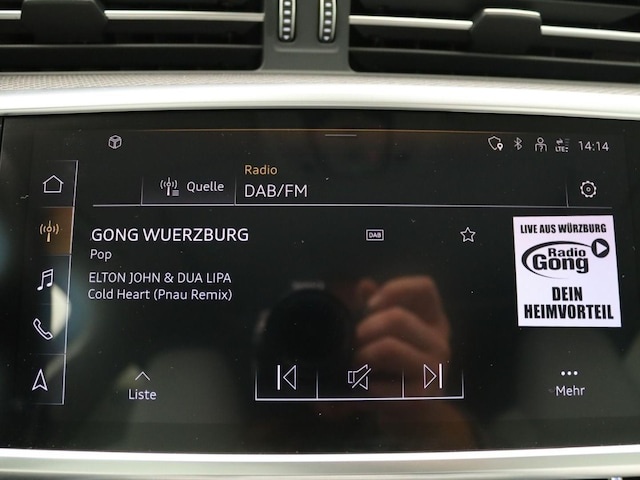 LTE
14:14
Radio
Quelle
DAB/FM
GONG WUERZBURG
DAB
Pop
ELTON JOHN & DUA LIPA
Cold Heart (Pnau Remix)
LIVE AUS WÜRZBURG
Radio
Gong
DEIN
HEIMVORTEIL
Liste
Mehr